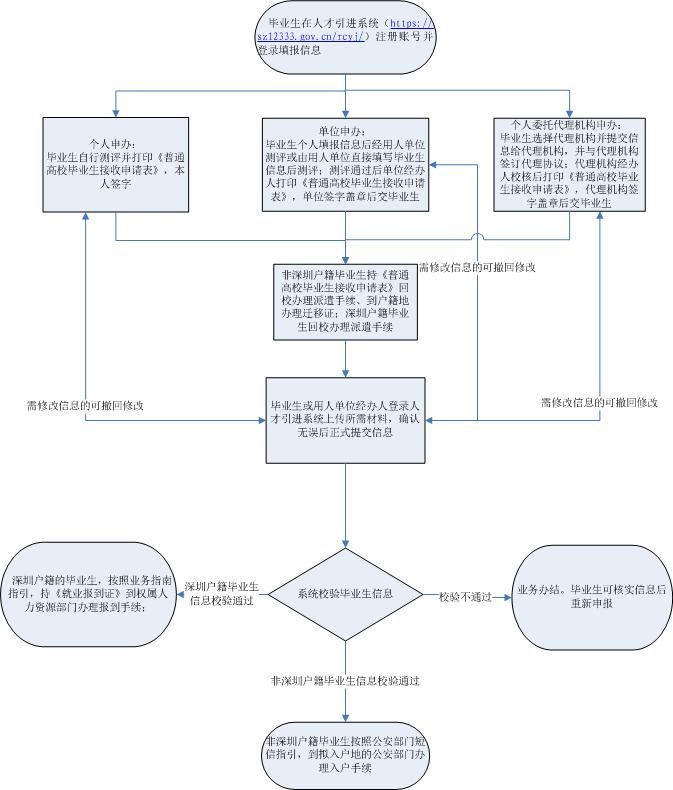 毕业生在人才引进系统（https://
sz12333.gov.cn/rcyj/）注册账号并
登录填报信息
个人申办：
毕业生自行测评并打印《普通
高校毕业生接收申请表》，本
人签字
单位申办：
毕业生个人填报信息后经用人单位
测评或由用人单位直接填写毕业生
信息后测评；测评通过后单位经办
人打印《普通高校毕业生接收申请
表》，单位签字盖章后交毕业生
个人委托代理机构申办：
毕业生选择代理机构并提交信
息给代理机构，并与代理机构
签订代理协议；代理机构经办
人校核后打印《普通高校毕业
生接收申请表》，代理机构签
字盖章后交毕业生
需修改信息的可撤回修改
非深圳户籍毕业生持《普通
高校毕业生接收申请表》回
校办理派遣手续、到户籍地
办理迁移证；深圳户籍毕业
生回校办理派遣手续
需修改信息的可撤回修改
需修改信息的可撤回修改
毕业生或用人单位经办人登录人
才引进系统上传所需材料，确认
无误后正式提交信息
深圳户籍的毕业生，按照业务指南
指引，持《就业报到证》到权属人
力资源部门办理报到手续；
深圳户籍毕业生
信息校验通过
系统校验毕业生信息
校验不通过
业务办结。毕业生可核实信息后
重新申报
非深圳户籍毕业生信息校验通过
非深圳户籍毕业生按照公安部门短
信指引，到拟入户地的公安部门办
理入户手续